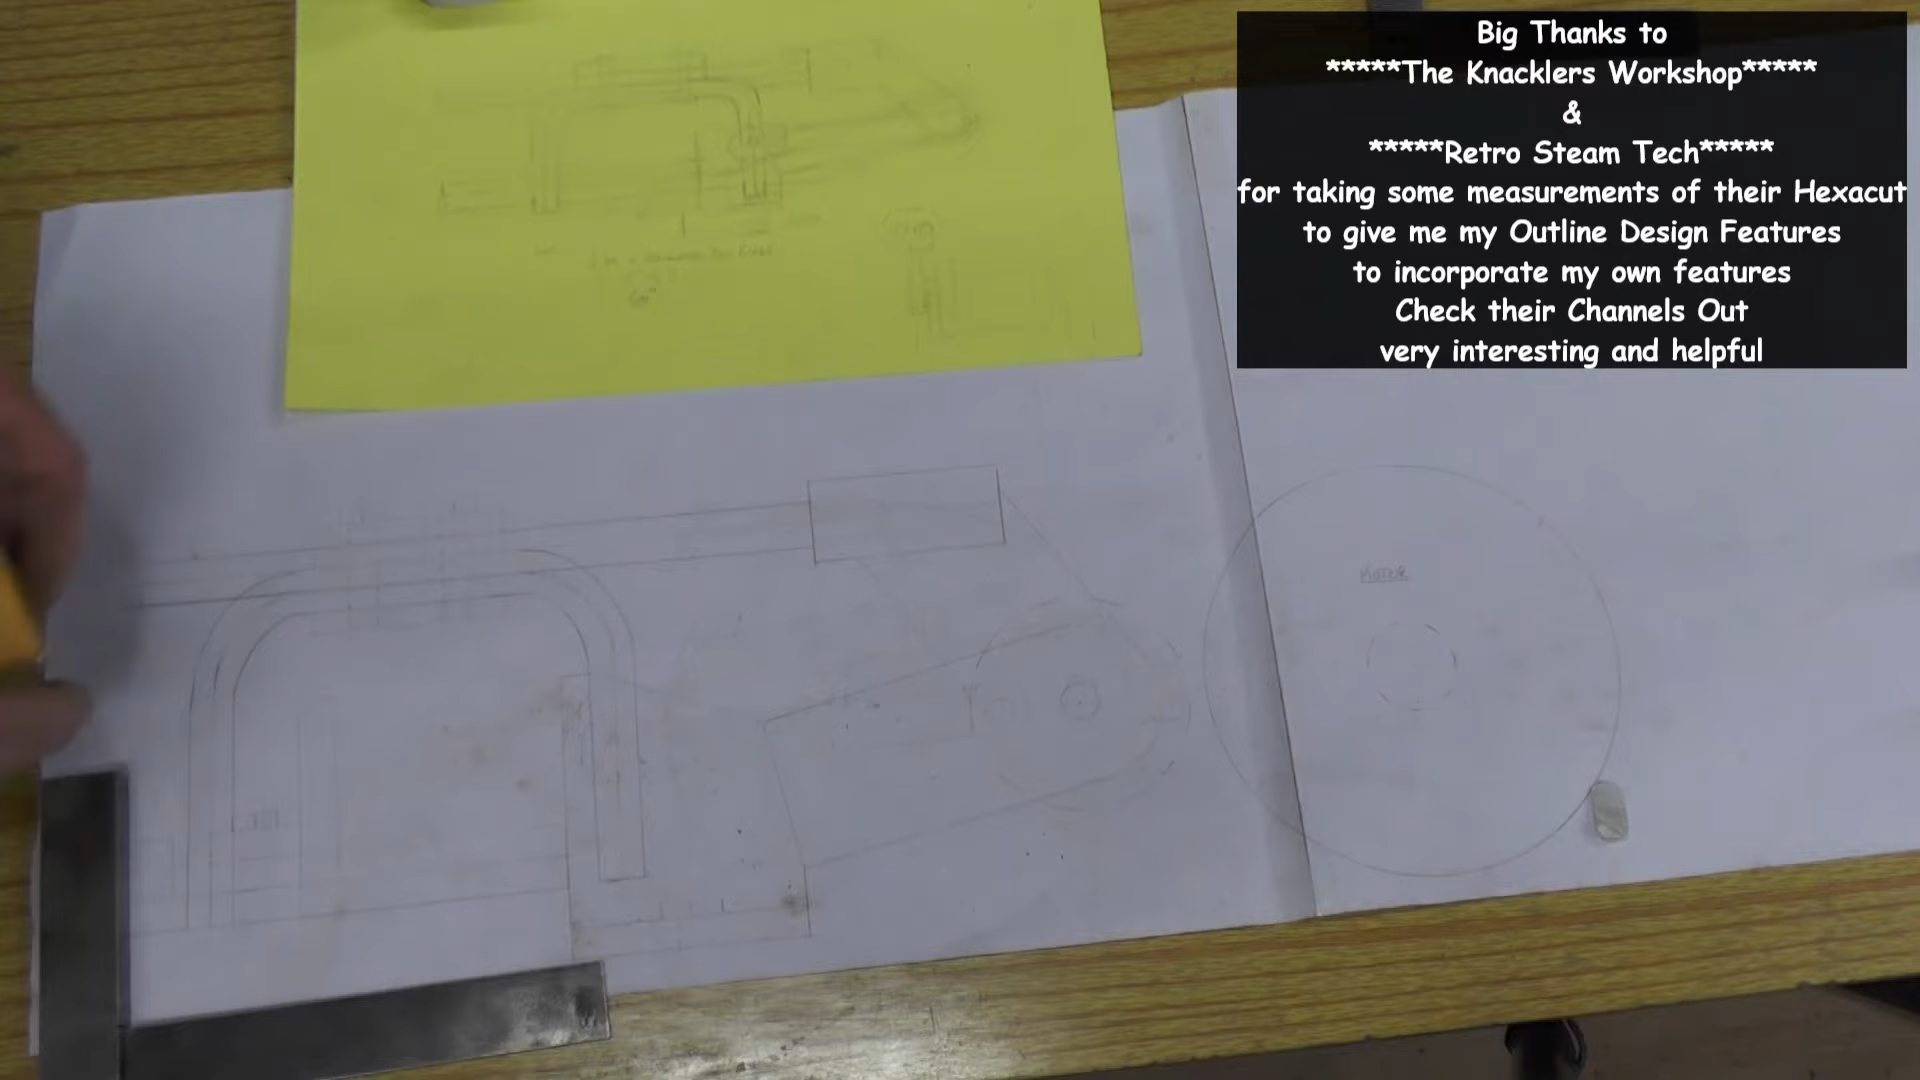 Big Thanks to
*****The Knacklers Workshop*****
&
*****Retro Steam Tech*****
for taking some measurements of their Hexacut
to give me my Outline Design Features
to incorporate my own features
Check their Channels Out
very interesting and helpful
MOTOR